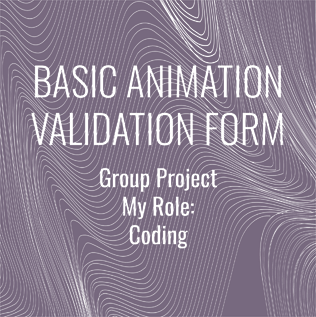 BASIC ANIMATION
VALIDATION FORM
Group Project
My Role:
Coding